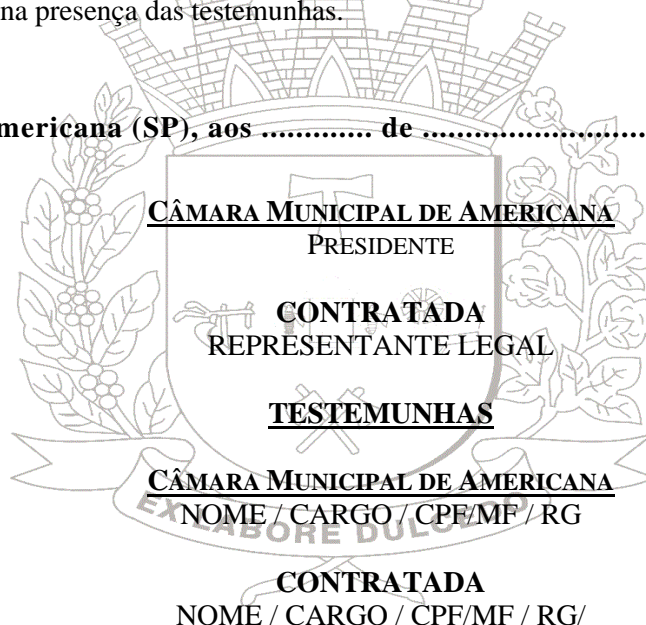 na presença das testemunhas.
mericana (SP), aos ............. de ..........................
CÂMARA MUNICIPAL DE AMERICANA
PRESIDENTE
CONTRATADA
REPRESENTANTE LEGAL
TESTEMUNHAS
CÂMARA MUNICIPAL DE AMERICANA
NOME / CARGO / CPF/MF / RG
EX LABORE DULCEDO
CONTRATADA
NOME / CARGO / CPF/MF / RG/